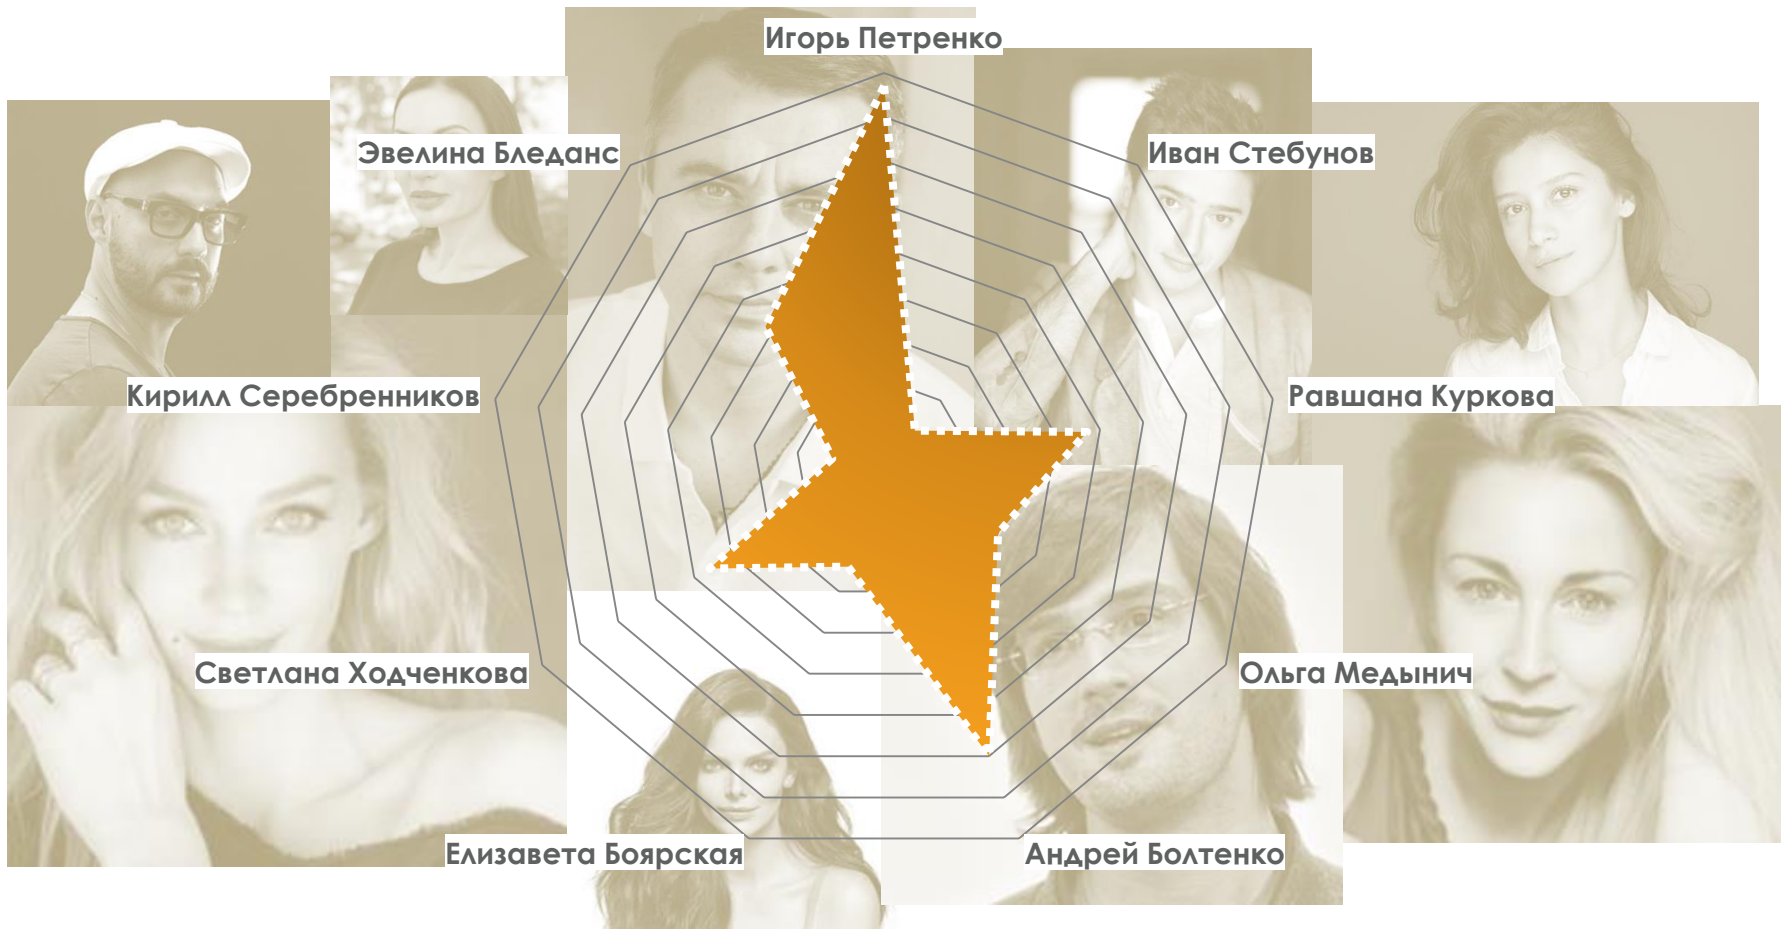 Игорь Петренко
Эвелина Бледанс
Иван Стебунов
Кирилл Серебренников
Равшана Куркова
Светлана Ходченкова
Ольга Медынич
Елизавета Боярская
Андрей Болтенко